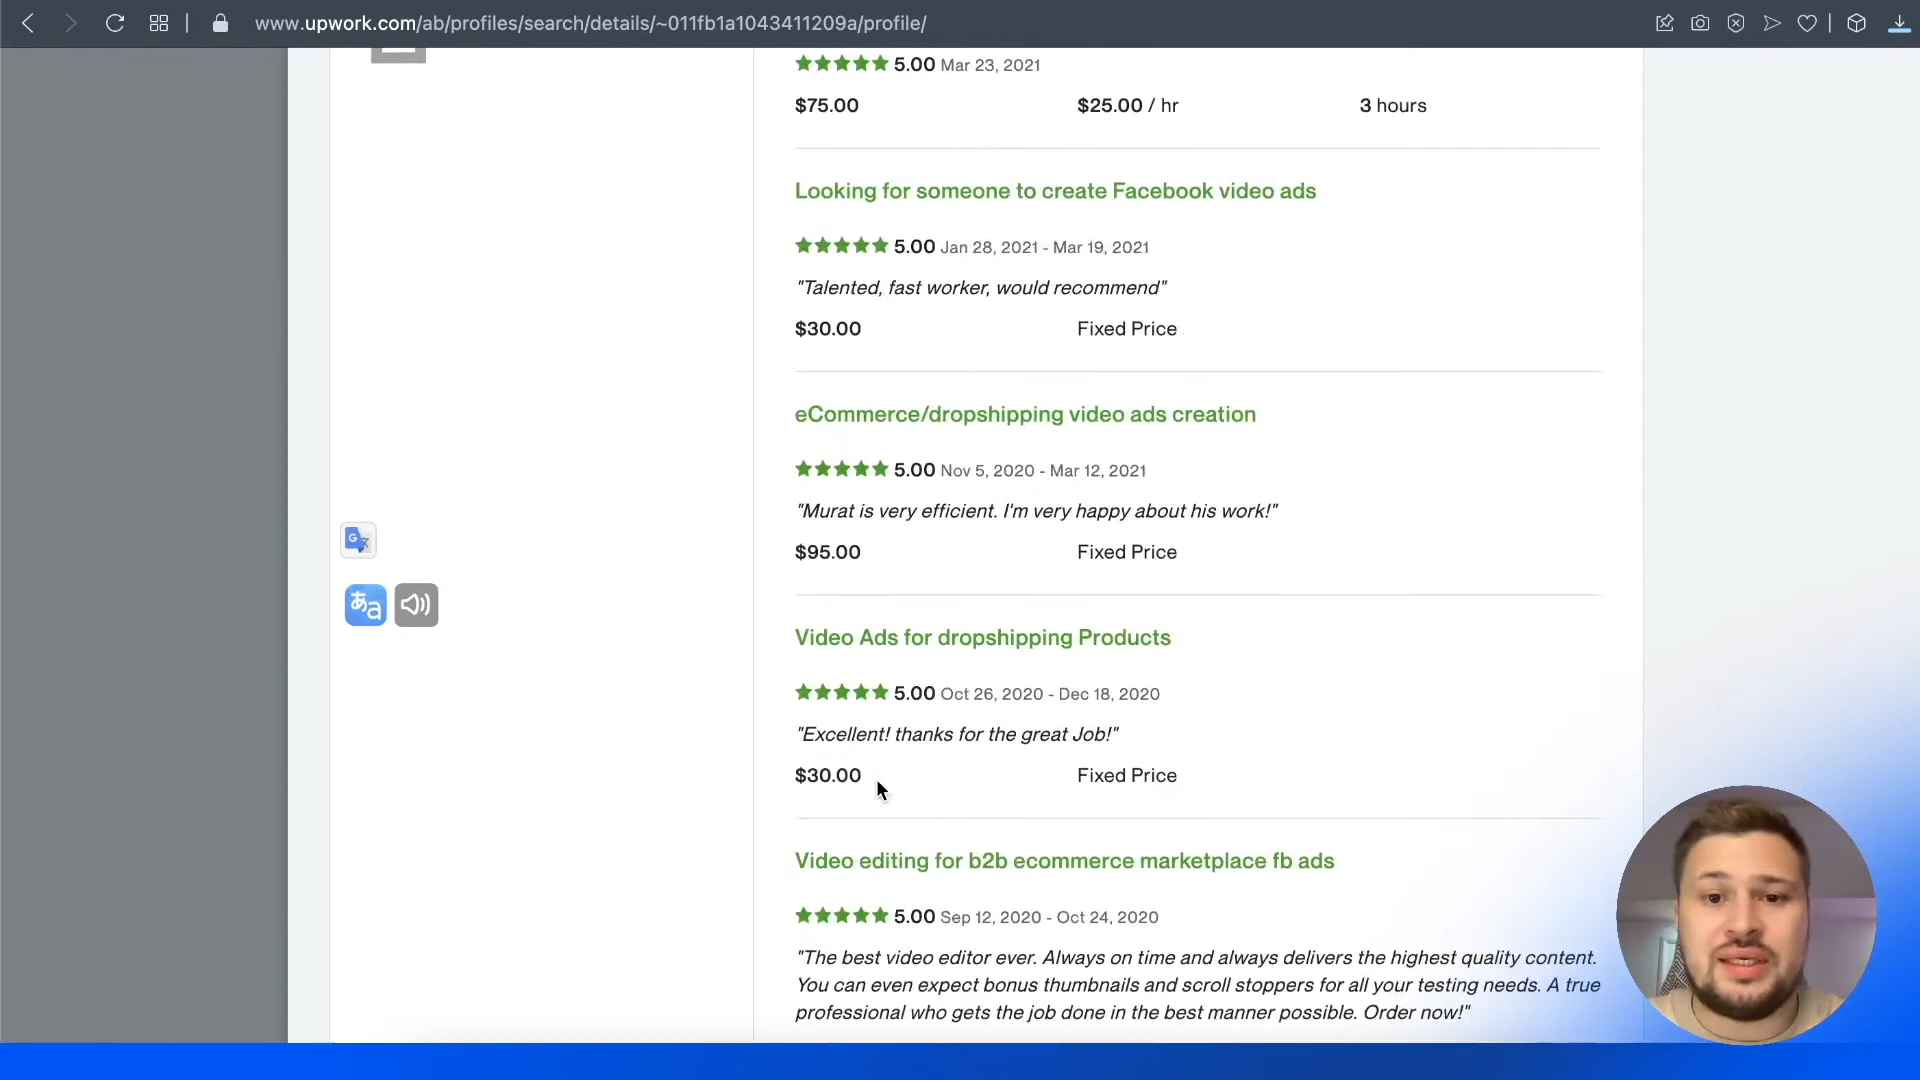 www.upwork.com/ab/profiles/search/details/~011fb1a1043411209a/profile/
5.00 Mar 23, 2021
$75.00 $25.00 / hr 3 hours
Looking for someone to create Facebook video ads
5.00 Jan 28, 2021 - Mar 19, 2021
"Talented, fast worker, would recommend"
$30.00 Fixed Price
eCommerce/dropshipping video ads creation
5.00 Nov 5, 2020 - Mar 12, 2021
"Murat is very efficient. I'm very happy about his work!"
$95.00 Fixed Price
G文
あa
Video Ads for dropshipping Products
5.00 Oct 26, 2020 - Dec 18, 2020
"Excellent! thanks for the great Job!"
$30.00 Fixed Price
Video editing for b2b ecommerce marketplace fb ads
5.00 Sep 12, 2020 - Oct 24, 2020
"The best video editor ever. Always on time and always delivers the highest quality content.
You can even expect bonus thumbnails and scroll stoppers for all your testing needs. A true
professional who gets the job done in the best manner possible. Order now!"